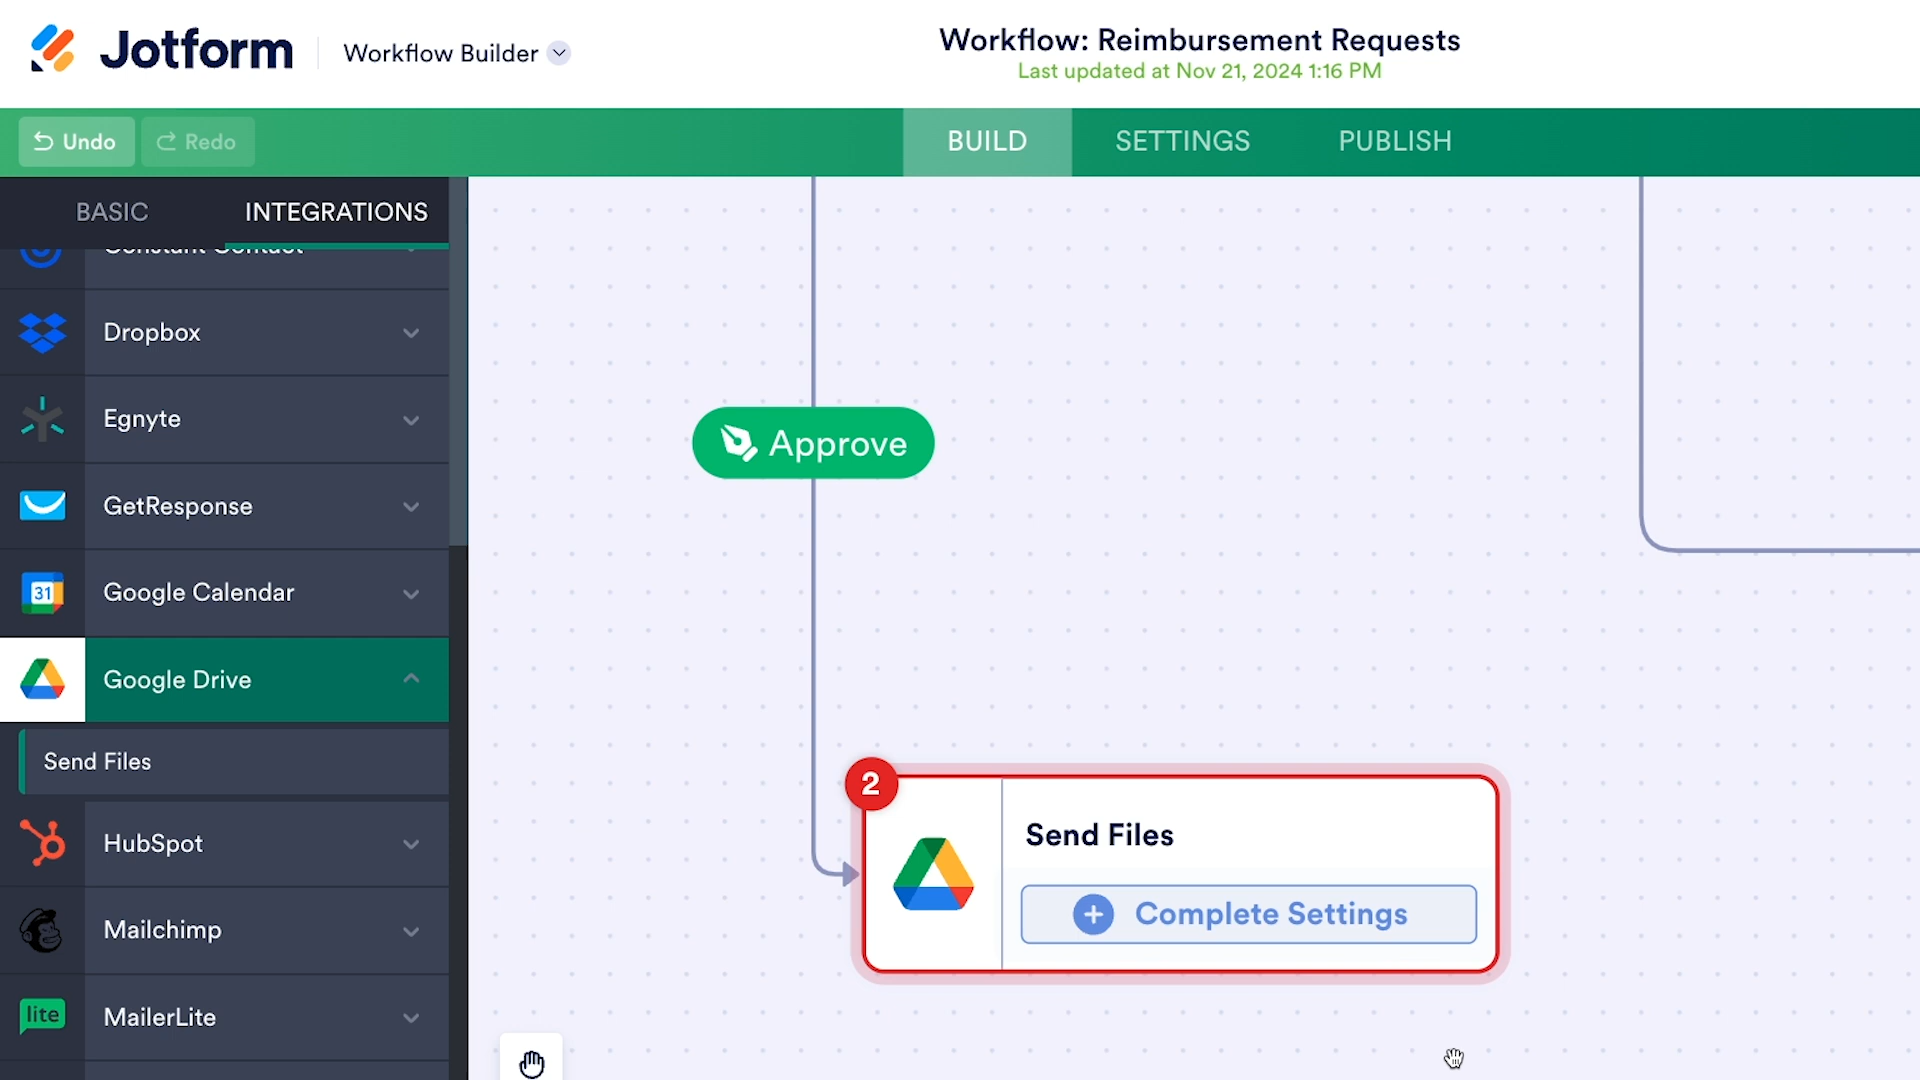 Jotform
Workflow Builder
Workflow: Reimbursement Requests
Last updated at Nov 21, 2024 1:16 PM
Undo
Redo
BUILD
SETTINGS
PUBLISH
BASIC
INTEGRATIONS
Constant Contact
Dropbox
Egnyte
GetResponse
31
Google Calendar
Google Drive
Send Files
HubSpot
Mailchimp
lite
MailerLite
Approve
2
Send Files
Complete Settings